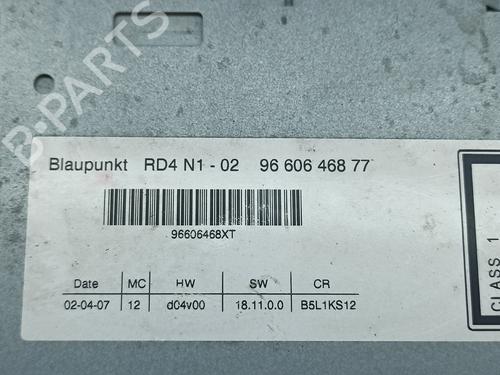 Blaupunkt RD4 N1 - 02 96 606 468 77
96606468XT
Date MC HW SW CR
02-04-07 12 d04v00 18.11.0.0 B5L1KS12
CLASS 1
B-PARTS